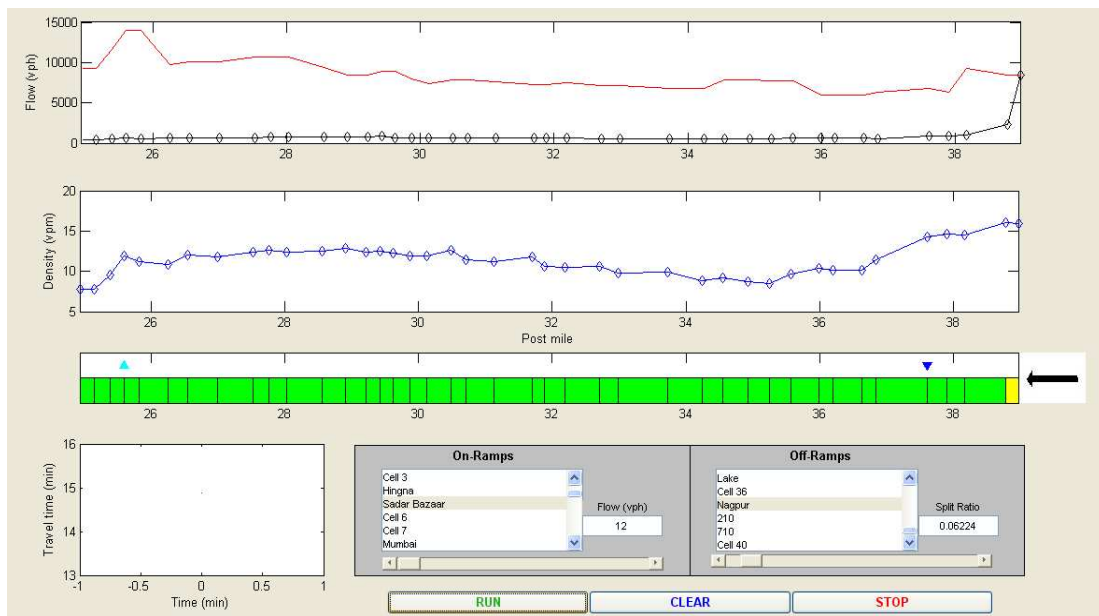 15000
10000
5000
0
Flow (vph)
26 28 30 32 34 36 38
20
15
10
5
Density (vpm)
26 28 30 32 34 36 38
Post mile
26 28 30 32 34 36 38
16
15
14
13
Travel time (min)
-1 -0.5 0 0.5 1
Time (min)
On-Ramps
Cell 3
Hingna
Sadar Bazaar
Cell 6
Cell 7
Mumbai
Flow (vph)
12
Off-Ramps
Lake
Cell 36
Nagpur
210
710
Cell 40
Split Ratio
0.06224
RUN
CLEAR
STOP